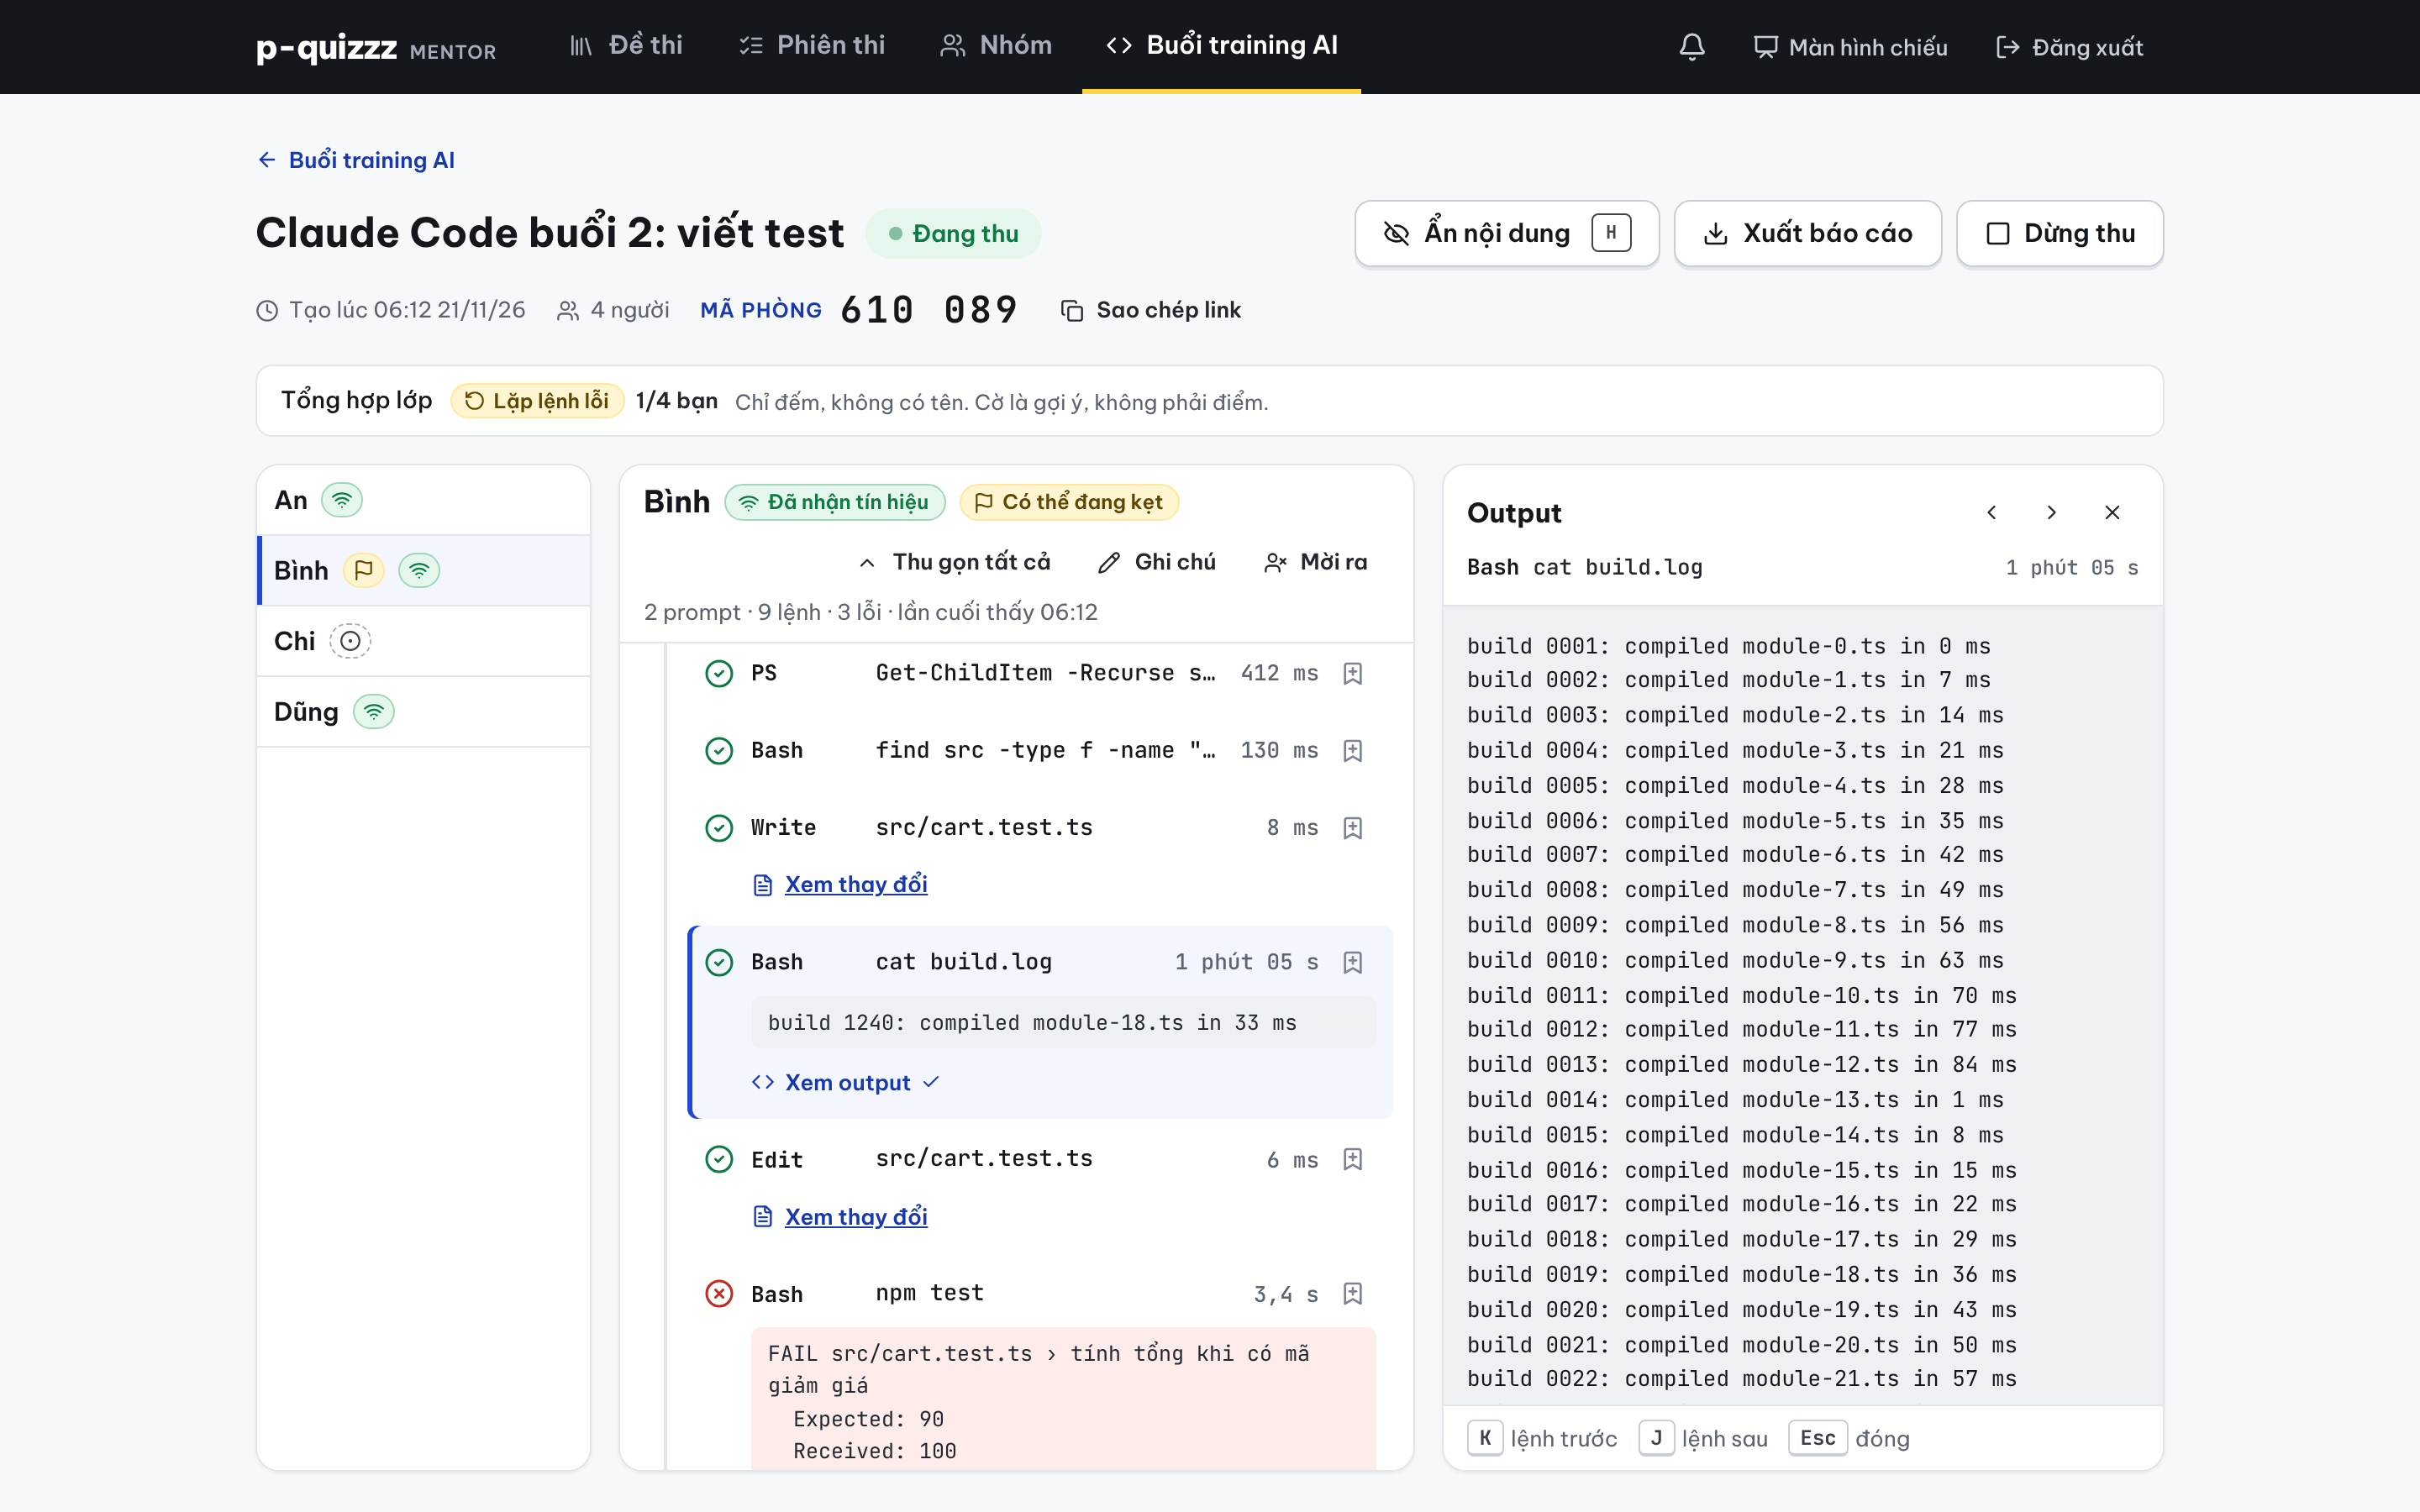 p-quizzz MENTOR
Đề thi
Phiên thi
Nhóm
Buổi training AI
Màn hình chiếu
Đăng xuất
Buổi training AI
Claude Code buổi 2: viết test
Đang thu
Ẩn nội dung H
Xuất báo cáo
Dừng thu
Tạo lúc 06:12 21/11/26
4 người
MÃ PHÒNG 610 089
Sao chép link
Tổng hợp lớp Lặp lệnh lỗi 1/4 bạn Chỉ đếm, không có tên. Cờ là gợi ý, không phải điểm.
An
Bình
Chi
Dũng
Bình Đã nhận tín hiệu Có thể đang kẹt
Thu gọn tất cả Ghi chú Mời ra
2 prompt · 9 lệnh · 3 lỗi · lần cuối thấy 06:12
PS Get-ChildItem -Recurse s… 412 ms
Bash find src -type f -name "… 130 ms
Write src/cart.test.ts 8 ms
Xem thay đổi
Bash cat build.log 1 phút 05 s
build 1240: compiled module-18.ts in 33 ms
Xem output
Edit src/cart.test.ts 6 ms
Xem thay đổi
Bash npm test 3,4 s
FAIL src/cart.test.ts › tính tổng khi có mã
giảm giá
Expected: 90
Received: 100
Output
Bash cat build.log 1 phút 05 s
build 0001: compiled module-0.ts in 0 ms
build 0002: compiled module-1.ts in 7 ms
build 0003: compiled module-2.ts in 14 ms
build 0004: compiled module-3.ts in 21 ms
build 0005: compiled module-4.ts in 28 ms
build 0006: compiled module-5.ts in 35 ms
build 0007: compiled module-6.ts in 42 ms
build 0008: compiled module-7.ts in 49 ms
build 0009: compiled module-8.ts in 56 ms
build 0010: compiled module-9.ts in 63 ms
build 0011: compiled module-10.ts in 70 ms
build 0012: compiled module-11.ts in 77 ms
build 0013: compiled module-12.ts in 84 ms
build 0014: compiled module-13.ts in 1 ms
build 0015: compiled module-14.ts in 8 ms
build 0016: compiled module-15.ts in 15 ms
build 0017: compiled module-16.ts in 22 ms
build 0018: compiled module-17.ts in 29 ms
build 0019: compiled module-18.ts in 36 ms
build 0020: compiled module-19.ts in 43 ms
build 0021: compiled module-20.ts in 50 ms
build 0022: compiled module-21.ts in 57 ms
K lệnh trước J lệnh sau Esc đóng